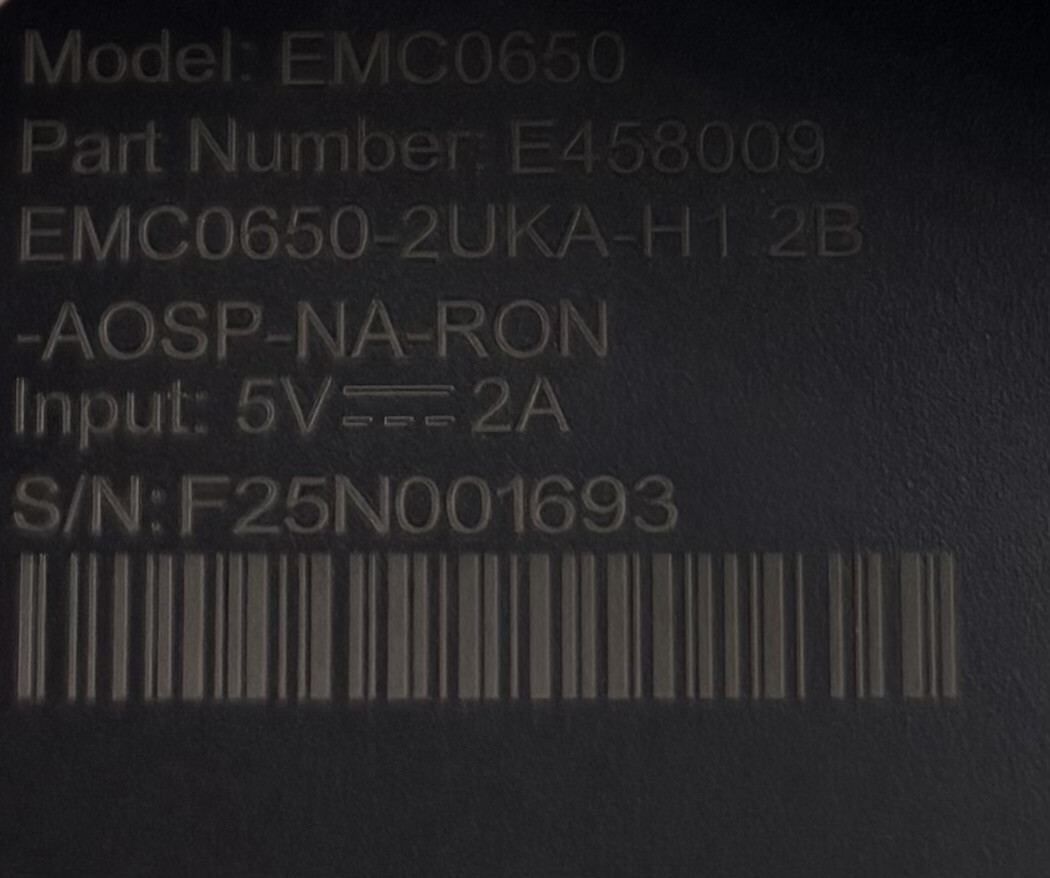 Model: EMC0650
Part Number: E458009
EMC0650-2UKA-H1.2B
-AOSP-NA-RON
Input: 5V⎓2A
S/N:F25N001693